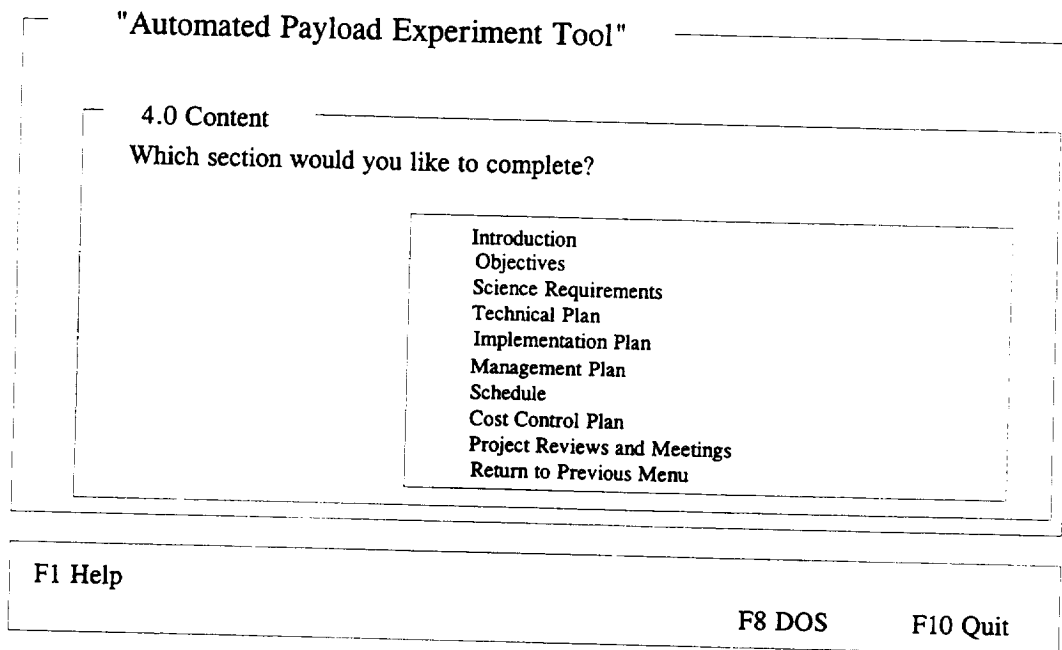 "Automated Payload Experiment Tool"
4.0 Content
Which section would you like to complete?
Introduction
Objectives
Science Requirements
Technical Plan
Implementation Plan
Management Plan
Schedule
Cost Control Plan
Project Reviews and Meetings
Return to Previous Menu
F1 Help
F8 DOS F10 Quit